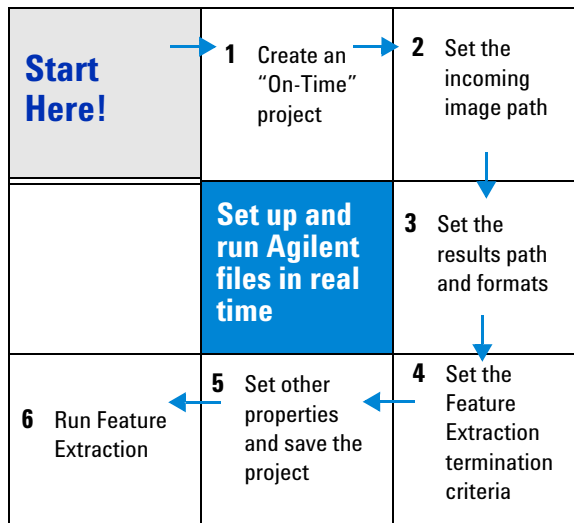 Start
Here!
1 Create an
“On-Time”
project
2 Set the
incoming
image path
Set up and
run Agilent
files in real
time
3 Set the
results path
and formats
4 Set the
Feature
Extraction
termination
criteria
5 Set other
properties
and save the
project
6 Run Feature
Extraction